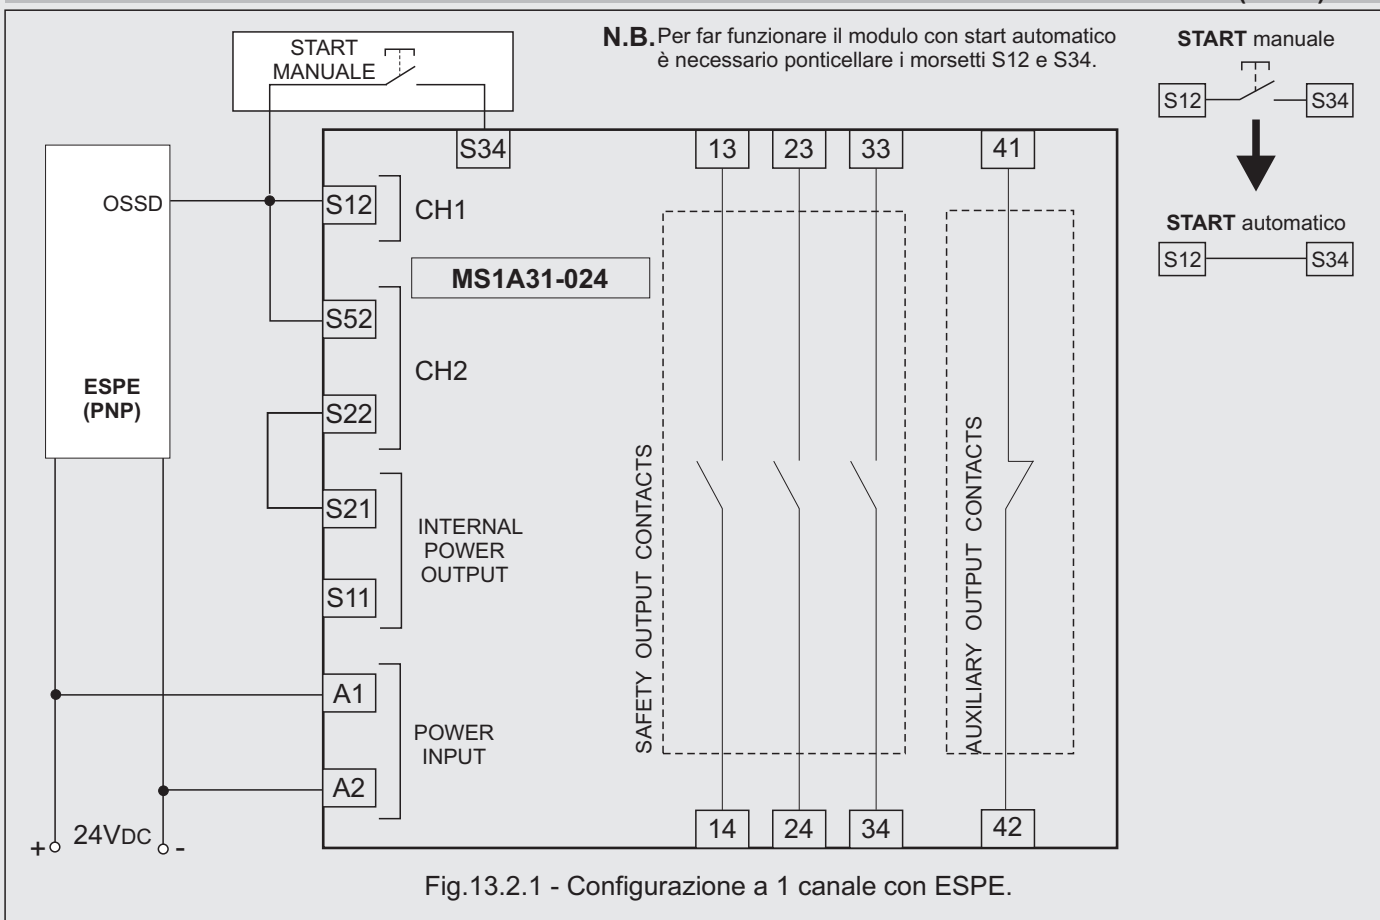 START
MANUALE
N.B. Per far funzionare il modulo con start automatico
è necessario ponticellare i morsetti S12 e S34.
START manuale
S12 S34
START automatico
S12 S34
S34
13 23 33 41
OSSD
S12
CH1
MS1A31-024
S52
CH2
ESPE
(PNP)
S22
S21
INTERNAL
POWER
OUTPUT
S11
A1
POWER
INPUT
A2
SAFETY OUTPUT CONTACTS
AUXILIARY OUTPUT CONTACTS
+ 24VDC -
14 24 34 42
Fig.13.2.1 - Configurazione a 1 canale con ESPE.